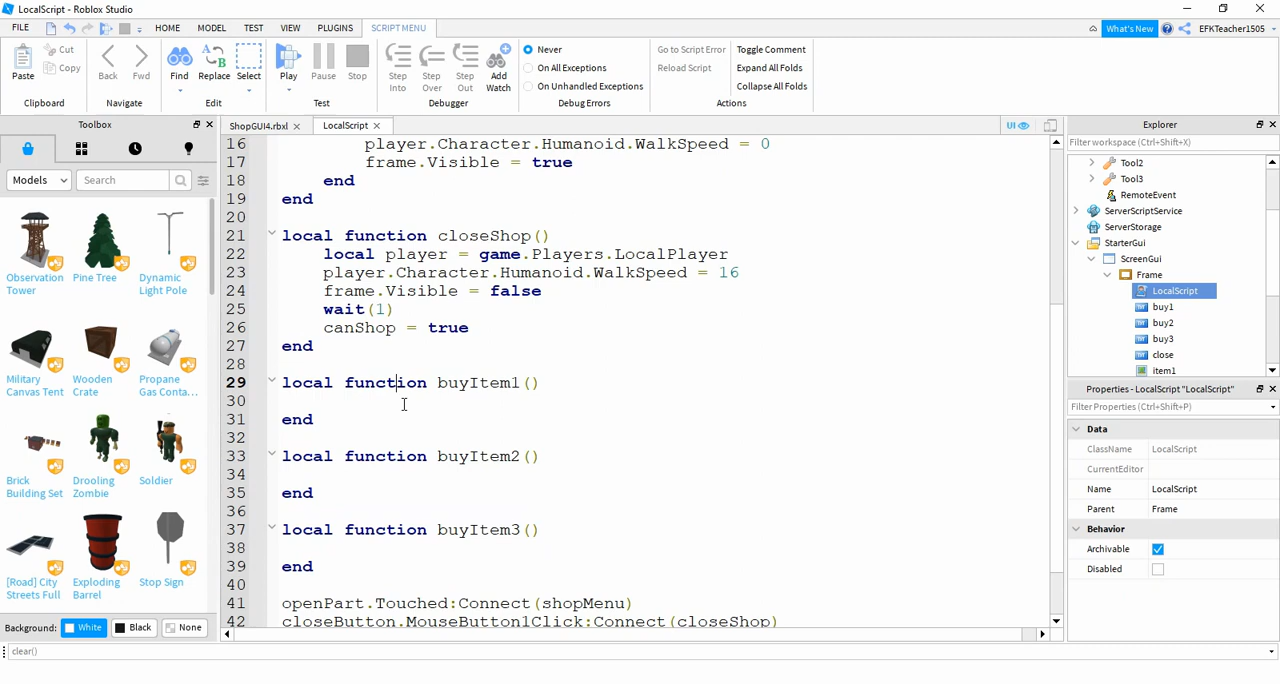 LocalScript - Roblox Studio
FILE HOME MODEL TEST VIEW PLUGINS SCRIPT MENU What's New EFKTeacher1505
Paste Cut Copy Back Fwd Find Replace Select Play Pause Stop Step Into Step Over Step Out Add Watch Never On All Exceptions On Unhandled Exceptions Go to Script Error Reload Script Toggle Comment Expand All Folds Collapse All Folds
Clipboard Navigate Edit Test Debugger Debug Errors Actions
Toolbox
Models Search
Observation Tower
Pine Tree
Dynamic Light Pole
Military Canvas Tent
Wooden Crate
Propane Gas Conta...
Brick Building Set
Drooling Zombie
Soldier
[Road] City Streets Full
Exploding Barrel
Stop Sign
Background: White Black None
ShopGUI4.rbxl LocalScript UI
16 player.Character.Humanoid.WalkSpeed = 0
17 frame.Visible = true
18 end
19 end
20
21 local function closeShop()
22 local player = game.Players.LocalPlayer
23 player.Character.Humanoid.WalkSpeed = 16
24 frame.Visible = false
25 wait(1)
26 canShop = true
27 end
28
29 local function buyItem1()
30
31 end
32
33 local function buyItem2()
34
35 end
36
37 local function buyItem3()
38
39 end
40
41 openPart.Touched:Connect(shopMenu)
42 closeButton.MouseButton1Click:Connect(closeShop)
Explorer
Filter workspace (Ctrl+Shift+X)
Tool2
Tool3
RemoteEvent
ServerScriptService
ServerStorage
StarterGui
ScreenGui
Frame
LocalScript
buy1
buy2
buy3
close
item1
Properties - LocalScript "LocalScript"
Filter Properties (Ctrl+Shift+P)
Data
ClassName LocalScript
CurrentEditor
Name LocalScript
Parent Frame
Behavior
Archivable
Disabled
clear()